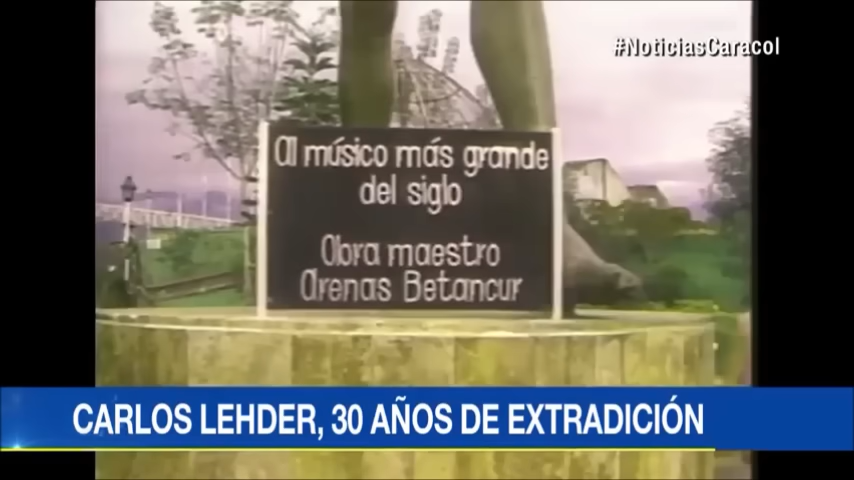 #NoticiasCaracol
Al músico más grande
del siglo
Obra maestro
Arenas Betancur
CARLOS LEHDER, 30 AÑOS DE EXTRADICIÓN